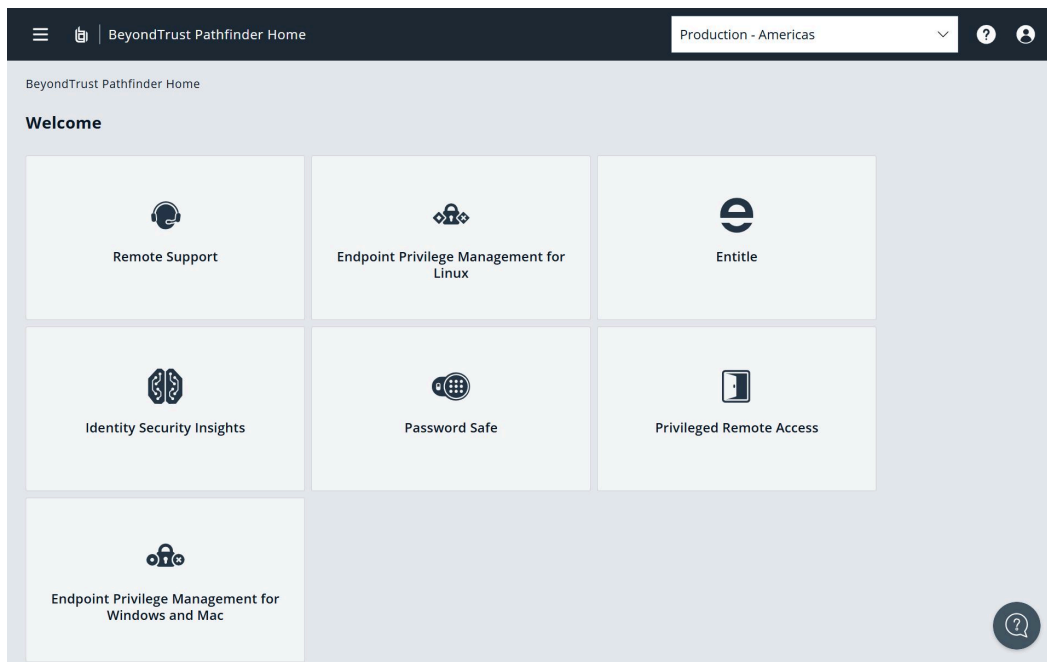 BeyondTrust Pathfinder Home
Production - Americas
?
BeyondTrust Pathfinder Home
Welcome
Remote Support
Endpoint Privilege Management for
Linux
Entitle
Identity Security Insights
Password Safe
Privileged Remote Access
Endpoint Privilege Management for
Windows and Mac
?